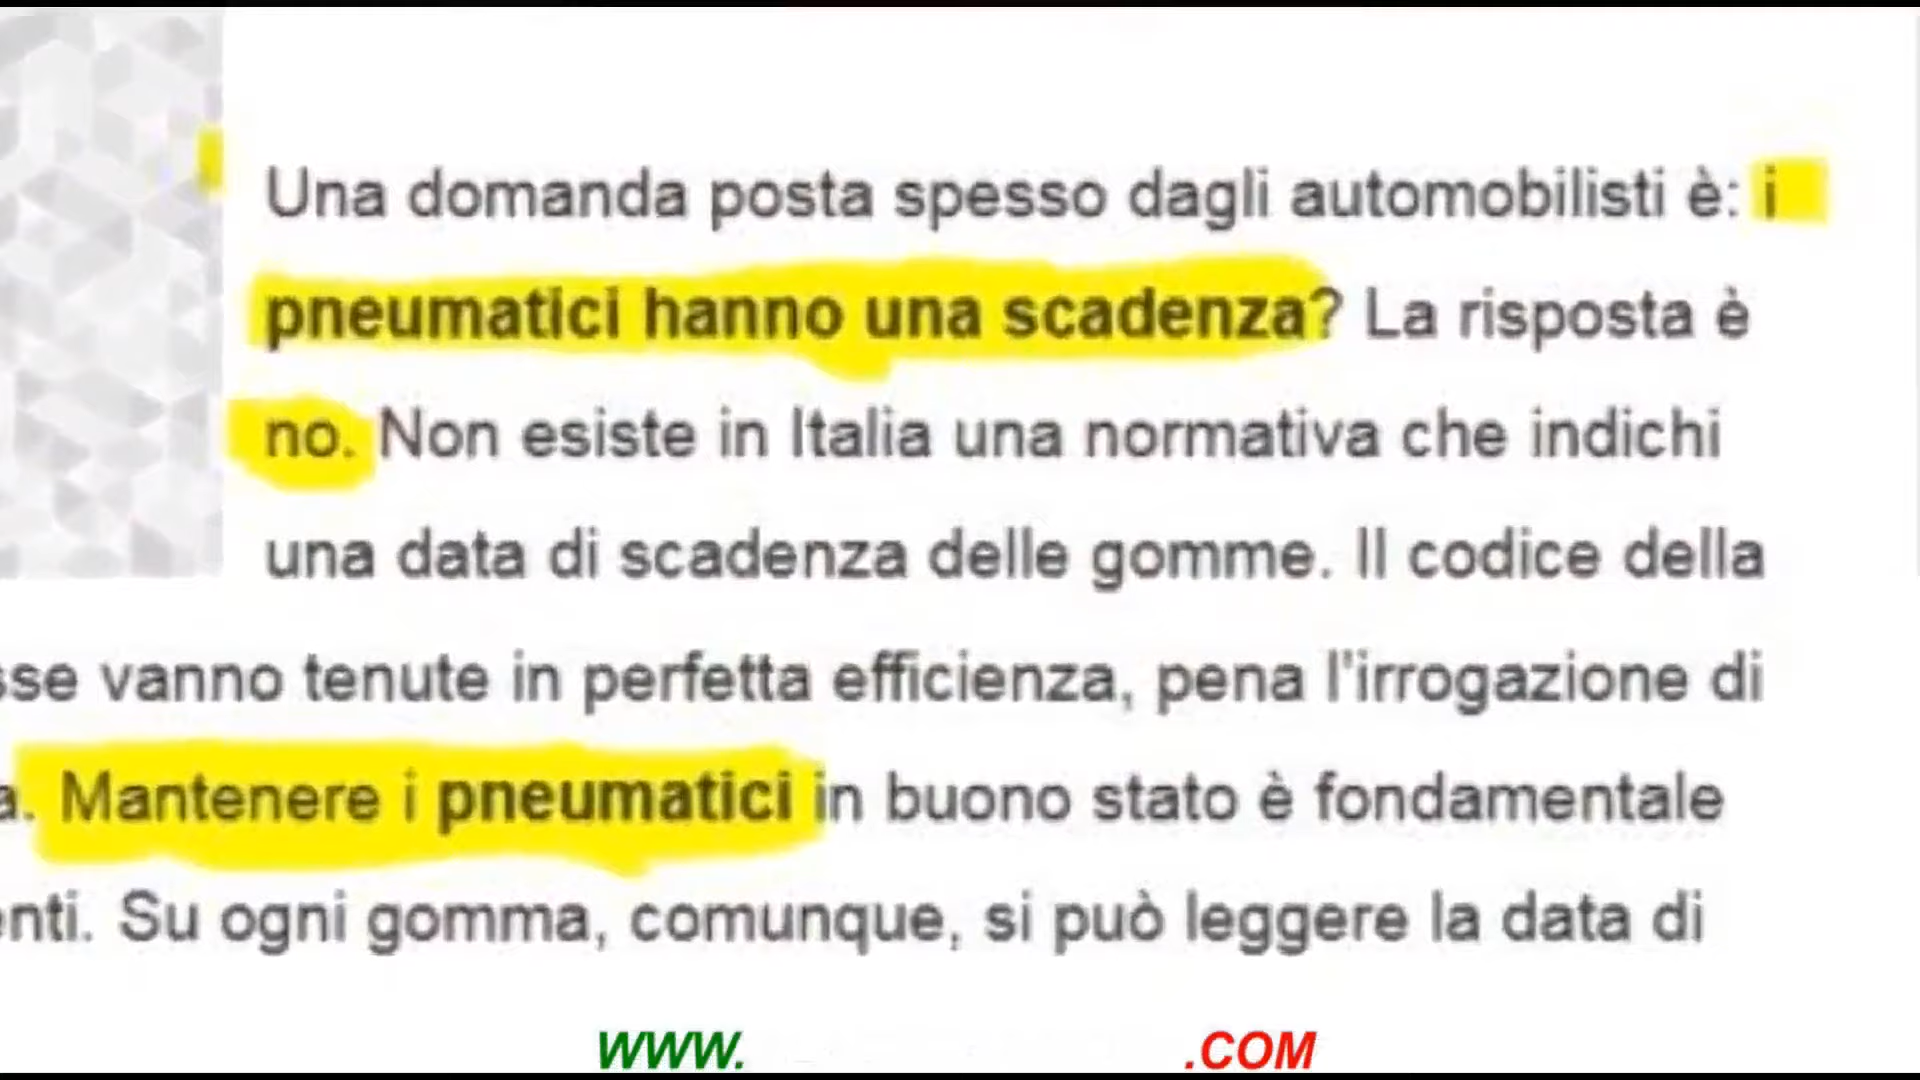 Una domanda posta spesso dagli automobilisti è: i
pneumatici hanno una scadenza? La risposta è
no. Non esiste in Italia una normativa che indichi
una data di scadenza delle gomme. Il codice della
vanno tenute in perfetta efficienza, pena l'irrogazione di
Mantenere i pneumatici in buono stato è fondamentale
Su ogni gomma, comunque, si può leggere la data di
WWW. .COM